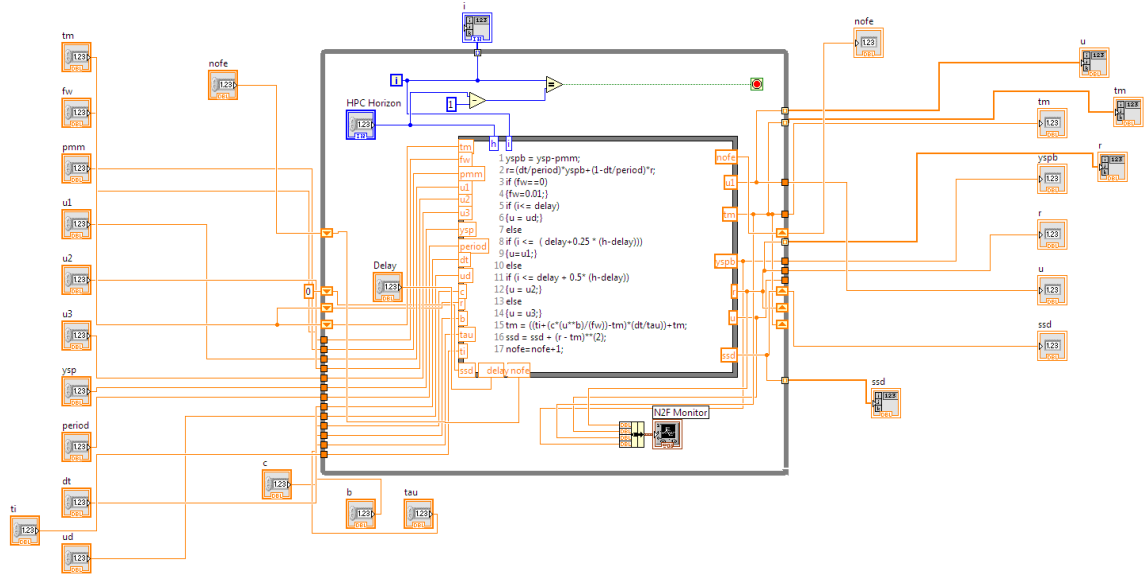 i
tm
nofe
u
fw
HPC Horizon
i
1
=
h
i
tm
tm
r
pmm
tm
fw
pmm
u1
u2
u3
ysp
period
dt
ud
c
r
b
tau
ti
ssd
delay
nofe
1 yspb = ysp-pmm;
2 r=(dt/period)*yspb+(1-dt/period)*r;
3 if (fw==0)
4 {fw=0.01;}
5 if (i<= delay)
6 {u = ud;}
7 else
8 if (i <= ( delay+0.25 * (h-delay)))
9 {u=u1;}
10 else
11 if (i <= delay + 0.5* (h-delay))
12 {u = u2;}
13 else
14 {u = u3;}
15 tm = ((ti+(c*(u**b)/(fw))-tm)*(dt/tau))+tm;
16 ssd = ssd + (r - tm)**(2);
17 nofe=nofe+1;
nofe
u1
tm
yspb
r
u
ssd
nofe
yspb
u1
r
u2
Delay
0
u
u3
ssd
ysp
ssd
N2F Monitor
period
c
dt
b
tau
ti
ud
1.23
DBL